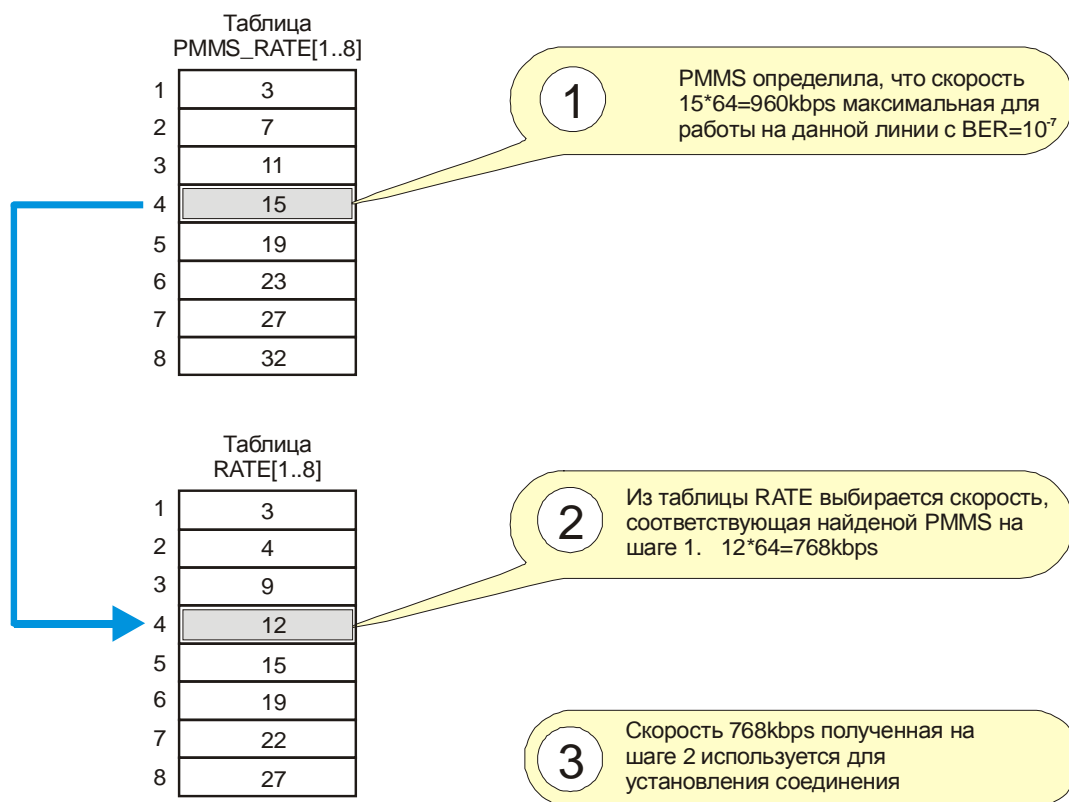 Таблица
PMMS_RATE[1..8]
1 3
2 7
3 11
4 15
5 19
6 23
7 27
8 32
1
PMMS определила, что скорость
15*64=960kbps максимальная для
работы на данной линии с BER=10⁻⁷
Таблица
RATE[1..8]
1 3
2 4
3 9
4 12
5 15
6 19
7 22
8 27
2
Из таблицы RATE выбирается скорость,
соответствующая найденой PMMS на
шаге 1. 12*64=768kbps
3
Скорость 768kbps полученная на
шаге 2 используется для
установления соединения